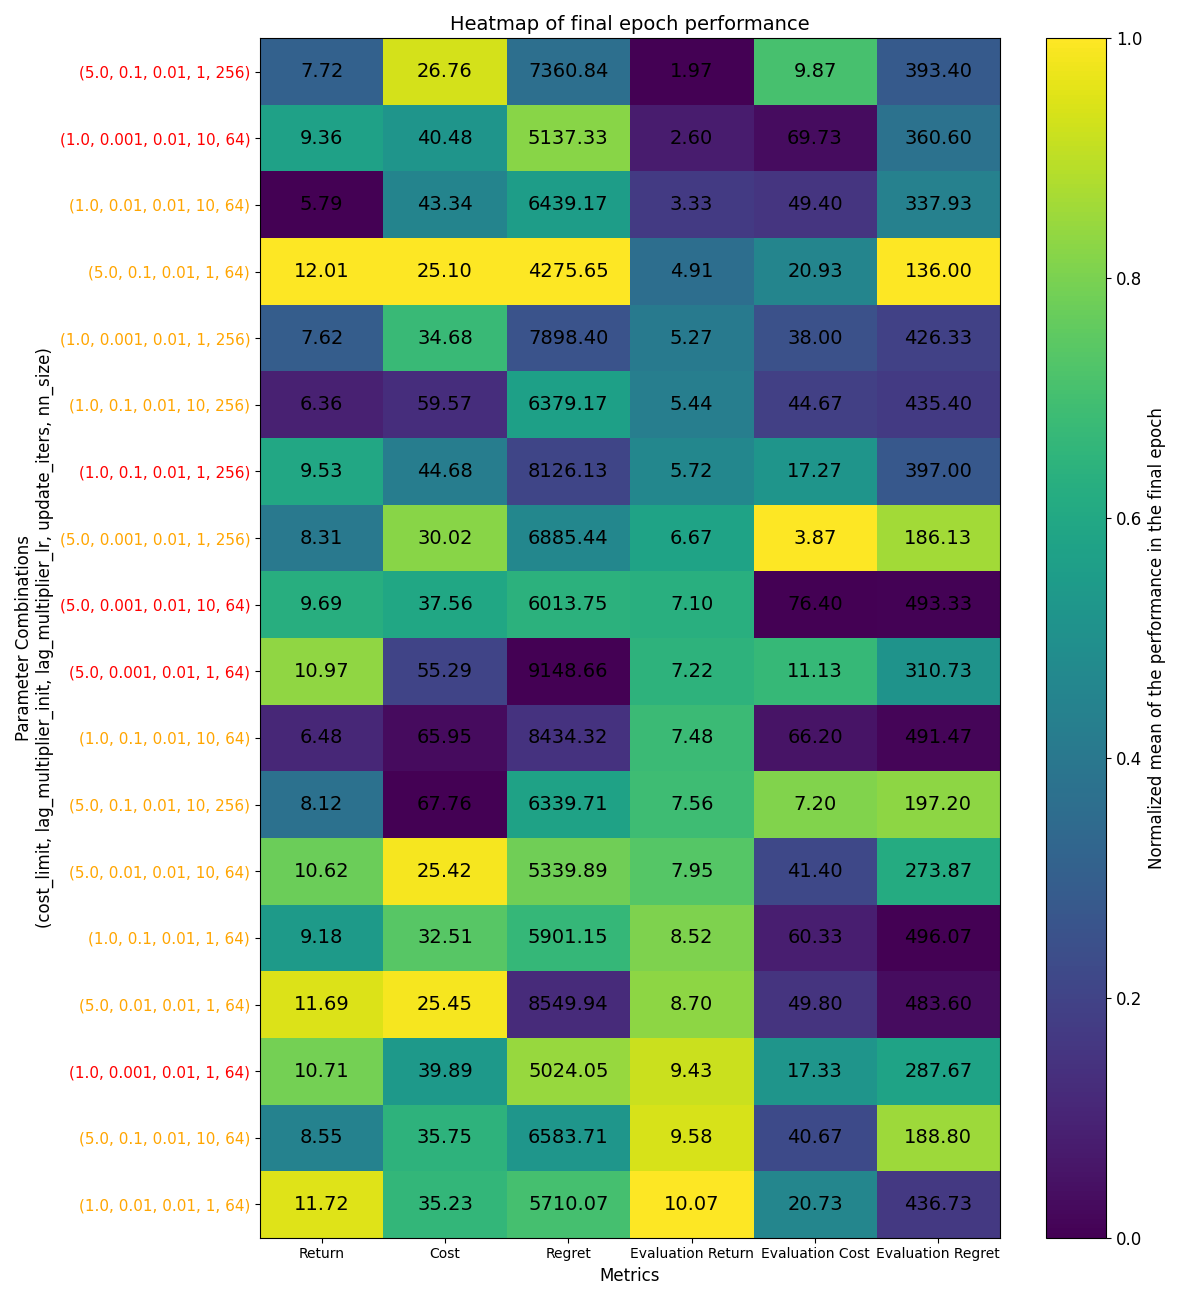 Heatmap of final epoch performance
(5.0, 0.1, 0.01, 1, 256) 7.72 26.76 7360.84 1.97 9.87 393.40
(1.0, 0.001, 0.01, 10, 64) 9.36 40.48 5137.33 2.60 69.73 360.60
(1.0, 0.01, 0.01, 10, 64) 5.79 43.34 6439.17 3.33 49.40 337.93
(5.0, 0.1, 0.01, 1, 64) 12.01 25.10 4275.65 4.91 20.93 136.00
(1.0, 0.001, 0.01, 1, 256) 7.62 34.68 7898.40 5.27 38.00 426.33
(1.0, 0.1, 0.01, 10, 256) 6.36 59.57 6379.17 5.44 44.67 435.40
(1.0, 0.1, 0.01, 1, 256) 9.53 44.68 8126.13 5.72 17.27 397.00
(5.0, 0.001, 0.01, 1, 256) 8.31 30.02 6885.44 6.67 3.87 186.13
(5.0, 0.001, 0.01, 10, 64) 9.69 37.56 6013.75 7.10 76.40 493.33
(5.0, 0.001, 0.01, 1, 64) 10.97 55.29 9148.66 7.22 11.13 310.73
(1.0, 0.1, 0.01, 10, 64) 6.48 65.95 8434.32 7.48 66.20 491.47
(5.0, 0.1, 0.01, 10, 256) 8.12 67.76 6339.71 7.56 7.20 197.20
(5.0, 0.01, 0.01, 10, 64) 10.62 25.42 5339.89 7.95 41.40 273.87
(1.0, 0.1, 0.01, 1, 64) 9.18 32.51 5901.15 8.52 60.33 496.07
(5.0, 0.01, 0.01, 1, 64) 11.69 25.45 8549.94 8.70 49.80 483.60
(1.0, 0.001, 0.01, 1, 64) 10.71 39.89 5024.05 9.43 17.33 287.67
(5.0, 0.1, 0.01, 10, 64) 8.55 35.75 6583.71 9.58 40.67 188.80
(1.0, 0.01, 0.01, 1, 64) 11.72 35.23 5710.07 10.07 20.73 436.73
Return Cost Regret Evaluation Return Evaluation Cost Evaluation Regret
Metrics
Parameter Combinations
(cost_limit, lag_multiplier_init, lag_multiplier_lr, update_iters, nn_size)
1.0
0.8
0.6
0.4
0.2
0.0
Normalized mean of the performance in the final epoch